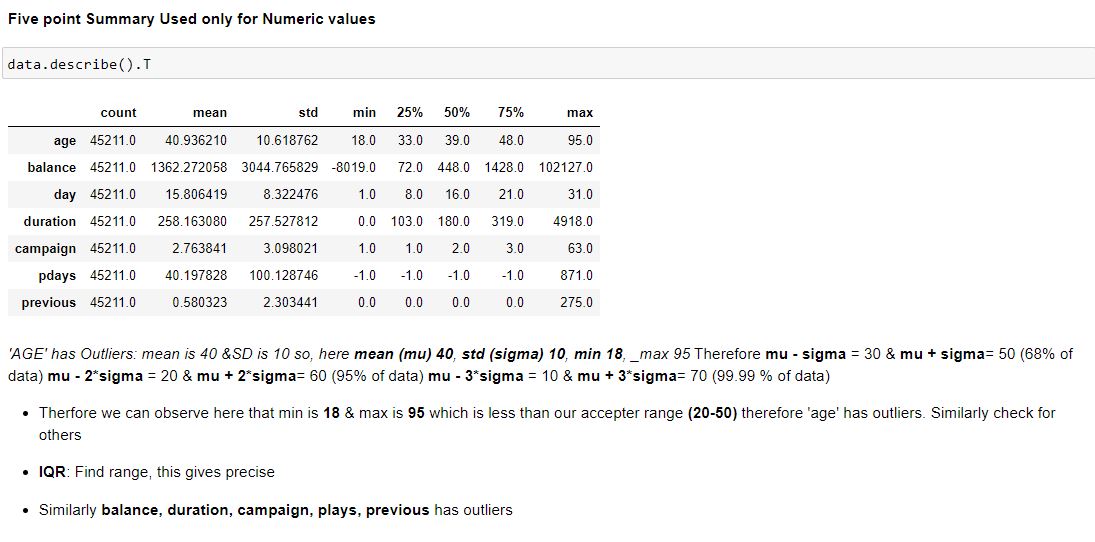 Five point Summary Used only for Numeric values
data.describe().T
count mean std min 25% 50% 75% max
age 45211.0 40.936210 10.618762 18.0 33.0 39.0 48.0 95.0
balance 45211.0 1362.272058 3044.765829 -8019.0 72.0 448.0 1428.0 102127.0
day 45211.0 15.806419 8.322476 1.0 8.0 16.0 21.0 31.0
duration 45211.0 258.163080 257.527812 0.0 103.0 180.0 319.0 4918.0
campaign 45211.0 2.763841 3.098021 1.0 1.0 2.0 3.0 63.0
pdays 45211.0 40.197828 100.128746 -1.0 -1.0 -1.0 -1.0 871.0
previous 45211.0 0.580323 2.303441 0.0 0.0 0.0 0.0 275.0
'AGE' has Outliers: mean is 40 &SD is 10 so, here mean (mu) 40, std (sigma) 10, min 18, _max 95 Therefore mu - sigma = 30 & mu + sigma= 50 (68% of
data) mu - 2*sigma = 20 & mu + 2*sigma= 60 (95% of data) mu - 3*sigma = 10 & mu + 3*sigma= 70 (99.99 % of data)
• Therfore we can observe here that min is 18 & max is 95 which is less than our accepter range (20-50) therefore 'age' has outliers. Similarly check for
others
• IQR: Find range, this gives precise
• Similarly balance, duration, campaign, plays, previous has outliers